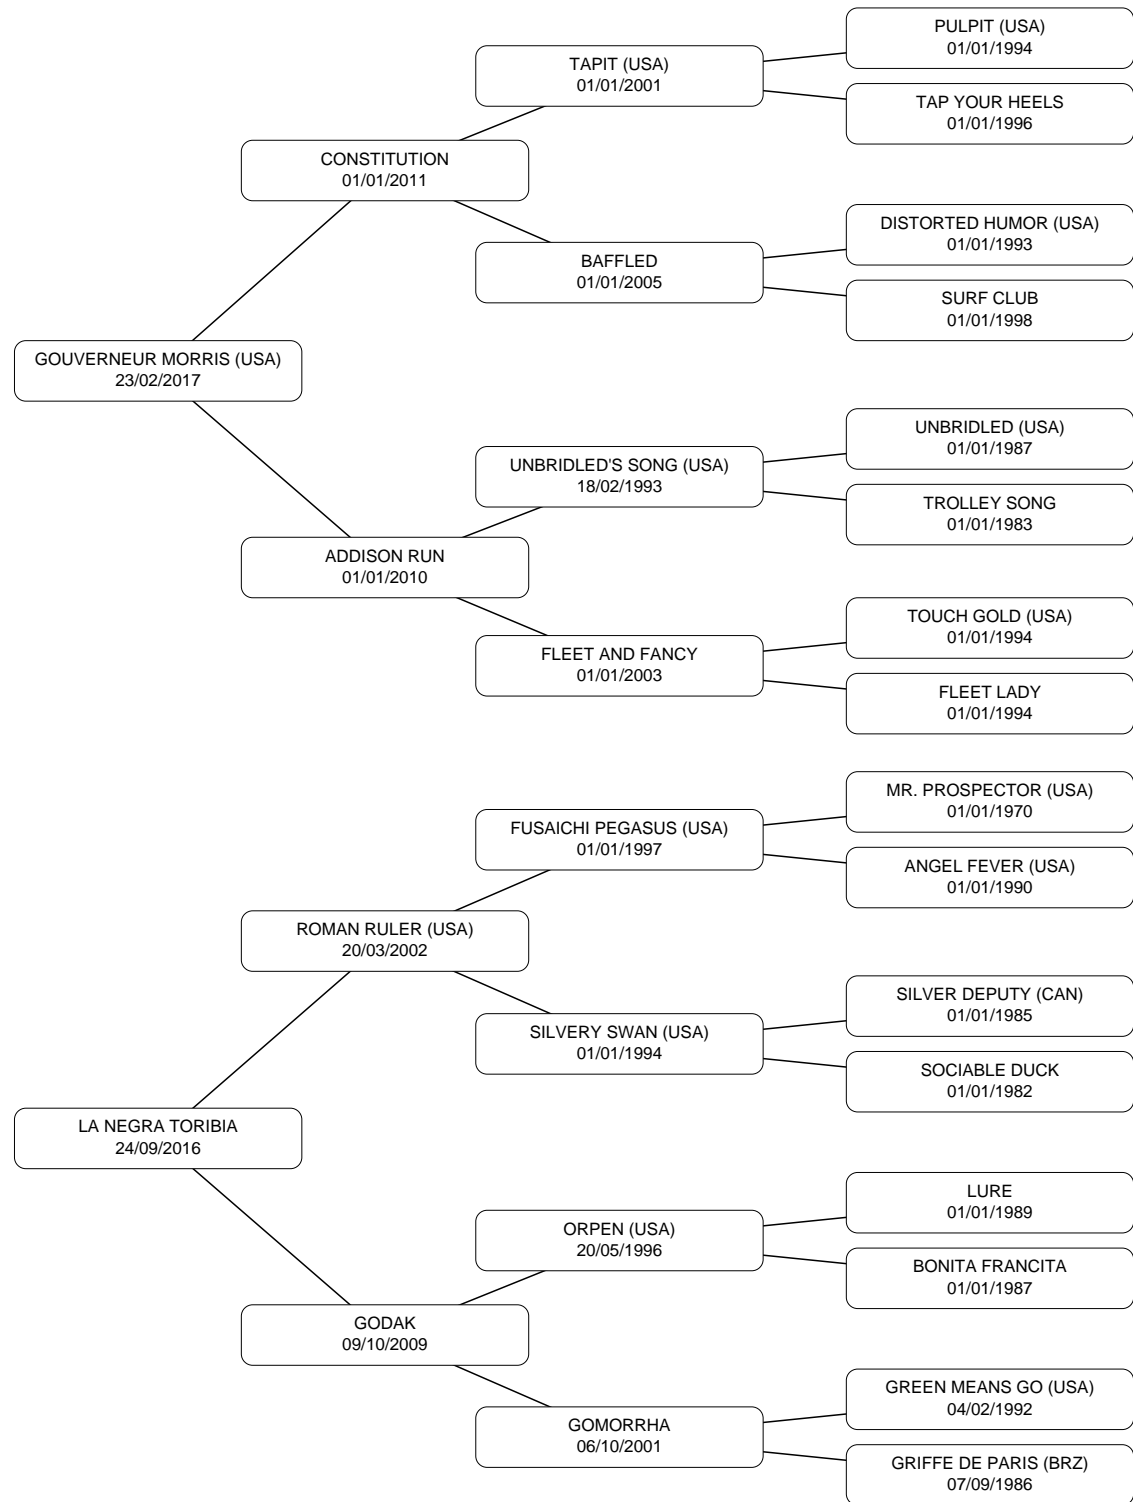 PULPIT (USA)
01/01/1994
TAPIT (USA)
01/01/2001
TAP YOUR HEELS
01/01/1996
CONSTITUTION
01/01/2011
DISTORTED HUMOR (USA)
01/01/1993
BAFFLED
01/01/2005
SURF CLUB
01/01/1998
GOUVERNEUR MORRIS (USA)
23/02/2017
UNBRIDLED (USA)
01/01/1987
UNBRIDLED'S SONG (USA)
18/02/1993
TROLLEY SONG
01/01/1983
ADDISON RUN
01/01/2010
TOUCH GOLD (USA)
01/01/1994
FLEET AND FANCY
01/01/2003
FLEET LADY
01/01/1994
MR. PROSPECTOR (USA)
01/01/1970
FUSAICHI PEGASUS (USA)
01/01/1997
ANGEL FEVER (USA)
01/01/1990
ROMAN RULER (USA)
20/03/2002
SILVER DEPUTY (CAN)
01/01/1985
SILVERY SWAN (USA)
01/01/1994
SOCIABLE DUCK
01/01/1982
LA NEGRA TORIBIA
24/09/2016
LURE
01/01/1989
ORPEN (USA)
20/05/1996
BONITA FRANCITA
01/01/1987
GODAK
09/10/2009
GREEN MEANS GO (USA)
04/02/1992
GOMORRHA
06/10/2001
GRIFFE DE PARIS (BRZ)
07/09/1986